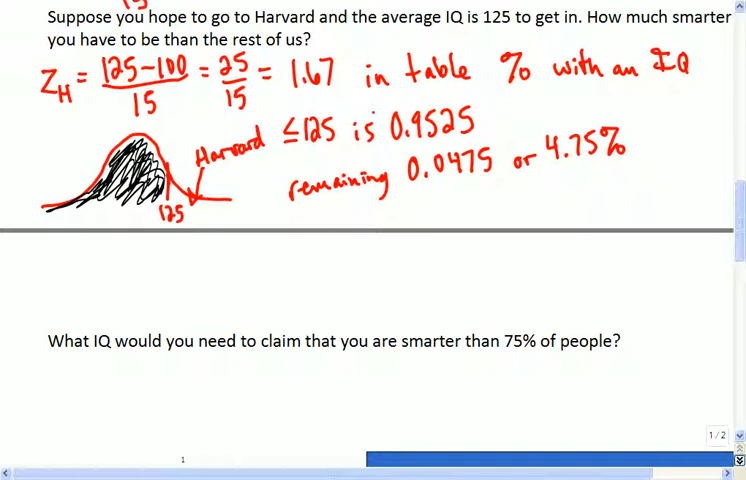 15
Suppose you hope to go to Harvard and the average IQ is 125 to get in. How much smarter
you have to be than the rest of us?
Z_H = (125-100)/15 = 25/15 = 1.67 in table % with an IQ
Harvard ≤125 is 0.9525
remaining 0.0475 or 4.75%
125
What IQ would you need to claim that you are smarter than 75% of people?
1 / 2
1